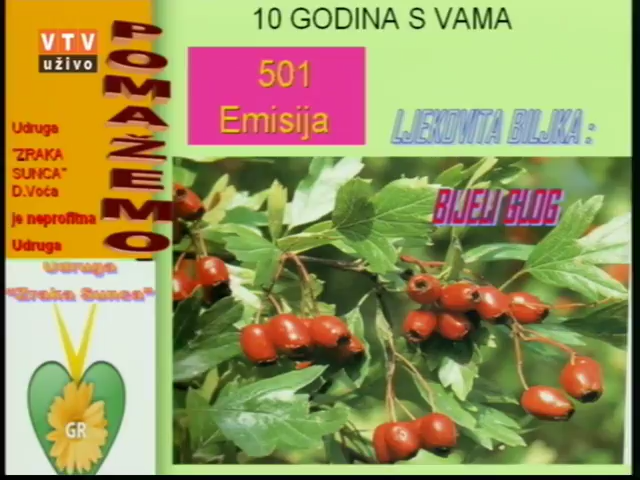 10 GODINA S VAMA
VTV
uživo
POMAŽEMO
501
Emisija
LJEKOVITA BILJKA :
BIJELI GLOG
Udruga
"ZRAKA
SUNCA"
D.Voća
je neprofitna
Udruga
Udruga
"Zraka Sunca"
GR